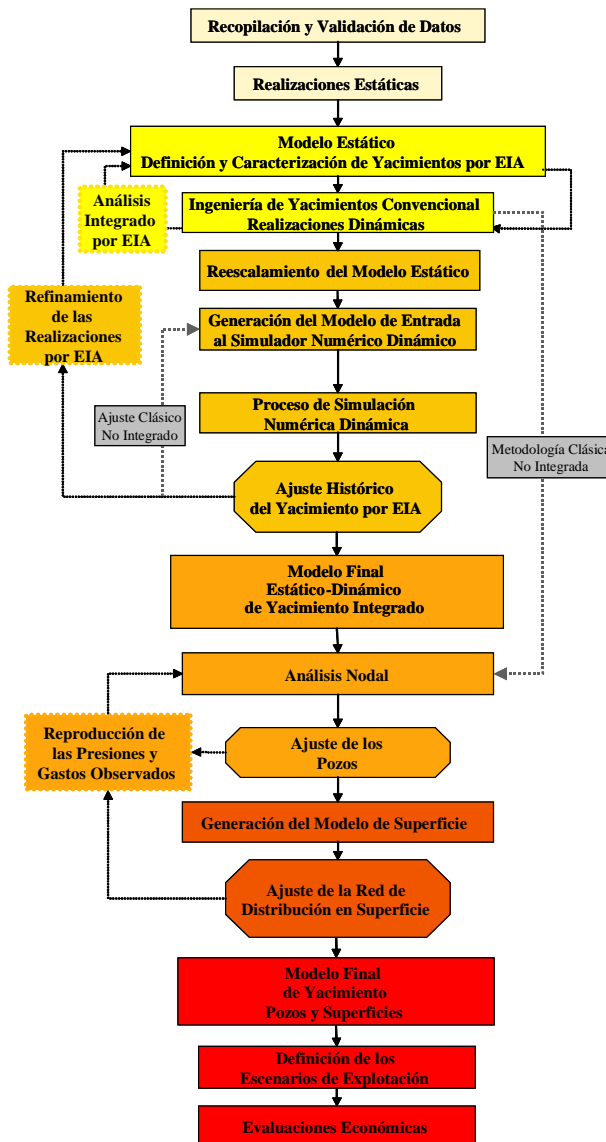 Recopilación y Validación de Datos
Realizaciones Estáticas
Modelo Estático
Definición y Caracterización de Yacimientos por EIA
Análisis
Integrado
por EIA
Ingeniería de Yacimientos Convencional
Realizaciones Dinámicas
Reescalamiento del Modelo Estático
Refinamiento
de las
Realizaciones
por EIA
Generación del Modelo de Entrada
al Simulador Numérico Dinámico
Ajuste Clásico
No Integrado
Proceso de Simulación
Numérica Dinámica
Metodología Clásica
No Integrada
Ajuste Histórico
del Yacimiento por EIA
Modelo Final
Estático-Dinámico
de Yacimiento Integrado
Análisis Nodal
Reproducción de
las Presiones y
Gastos Observados
Ajuste de los
Pozos
Generación del Modelo de Superficie
Ajuste de la Red de
Distribución en Superficie
Modelo Final
de Yacimiento
Pozos y Superficies
Definición de los
Escenarios de Explotación
Evaluaciones Económicas